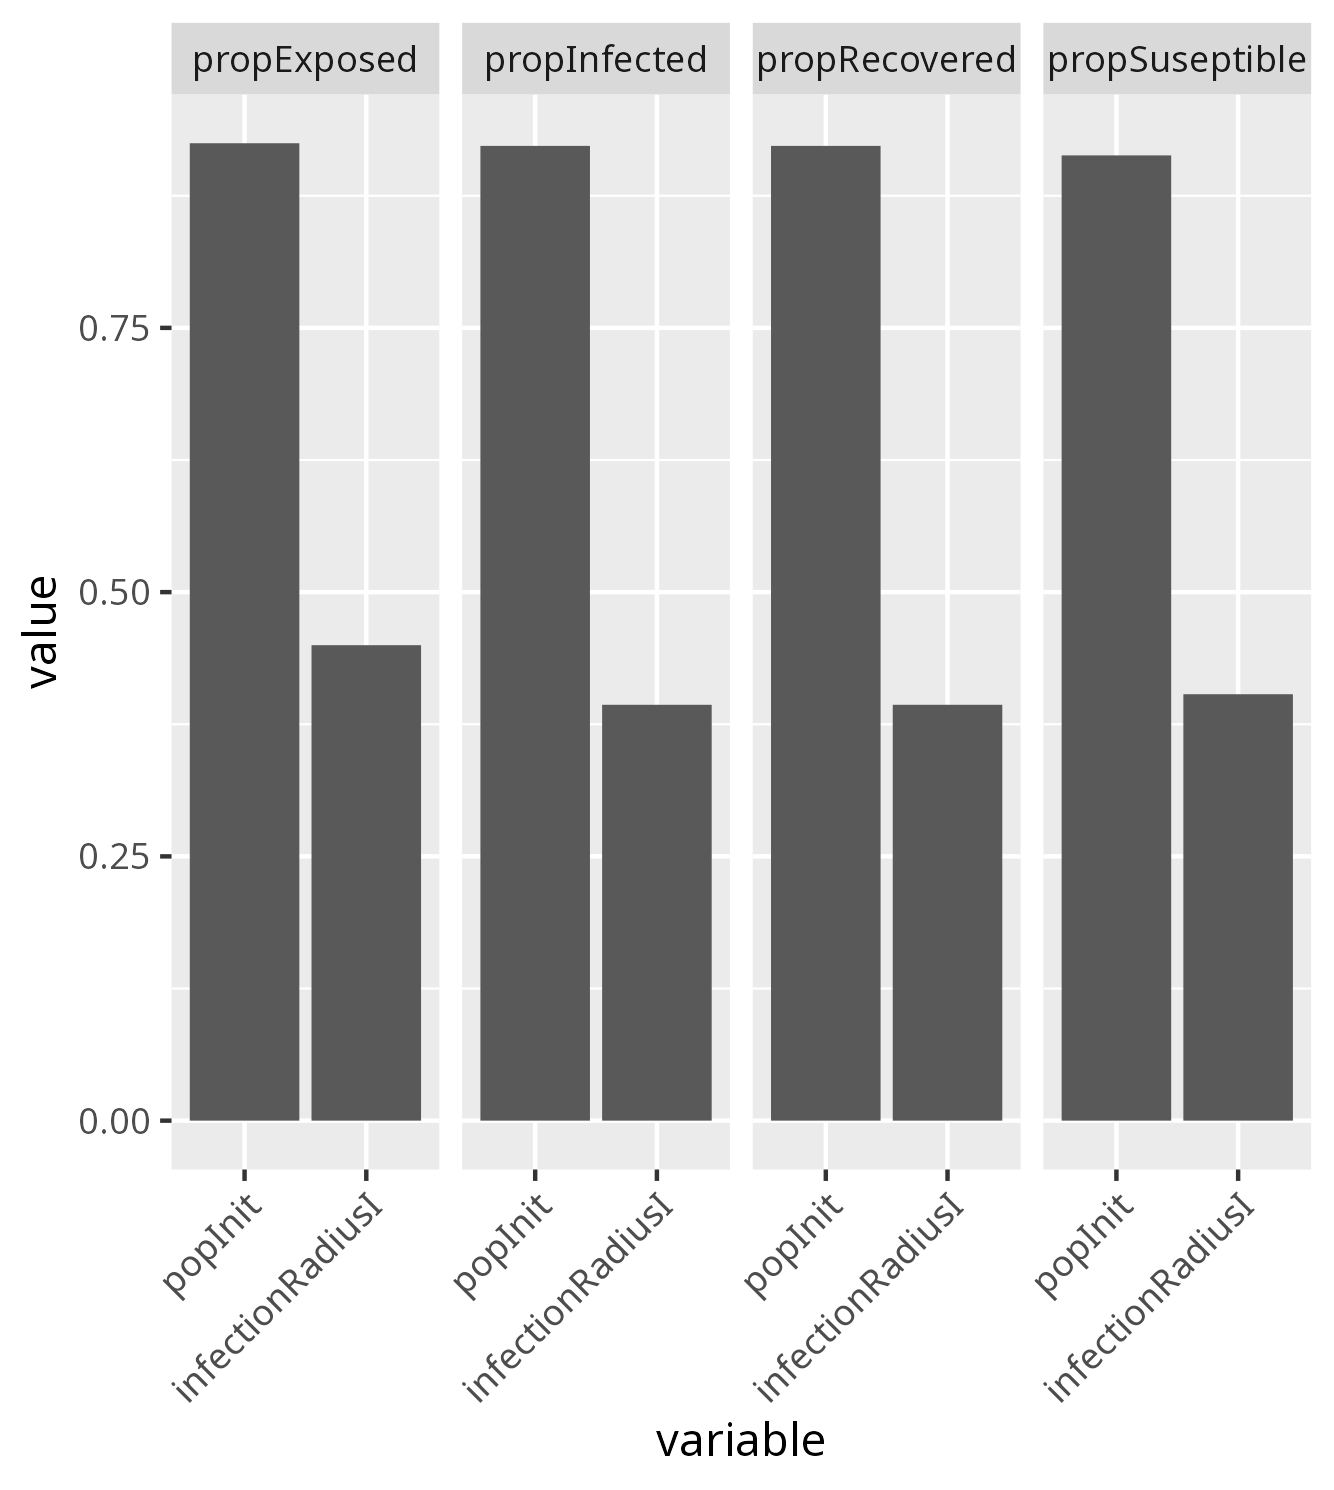 propExposed propInfected propRecovered propSuseptible
value
0.75
0.50
0.25
0.00
popInit infectionRadiusI popInit infectionRadiusI popInit infectionRadiusI popInit infectionRadiusI
variable